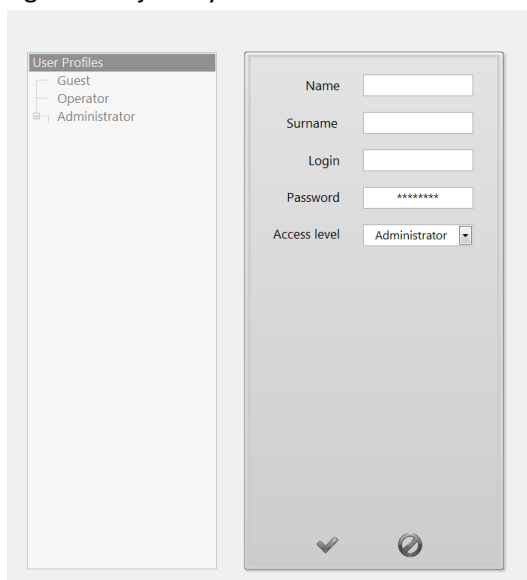 User Profiles
Guest
Operator
Administrator
Name
Surname
Login
Password ********
Access level Administrator